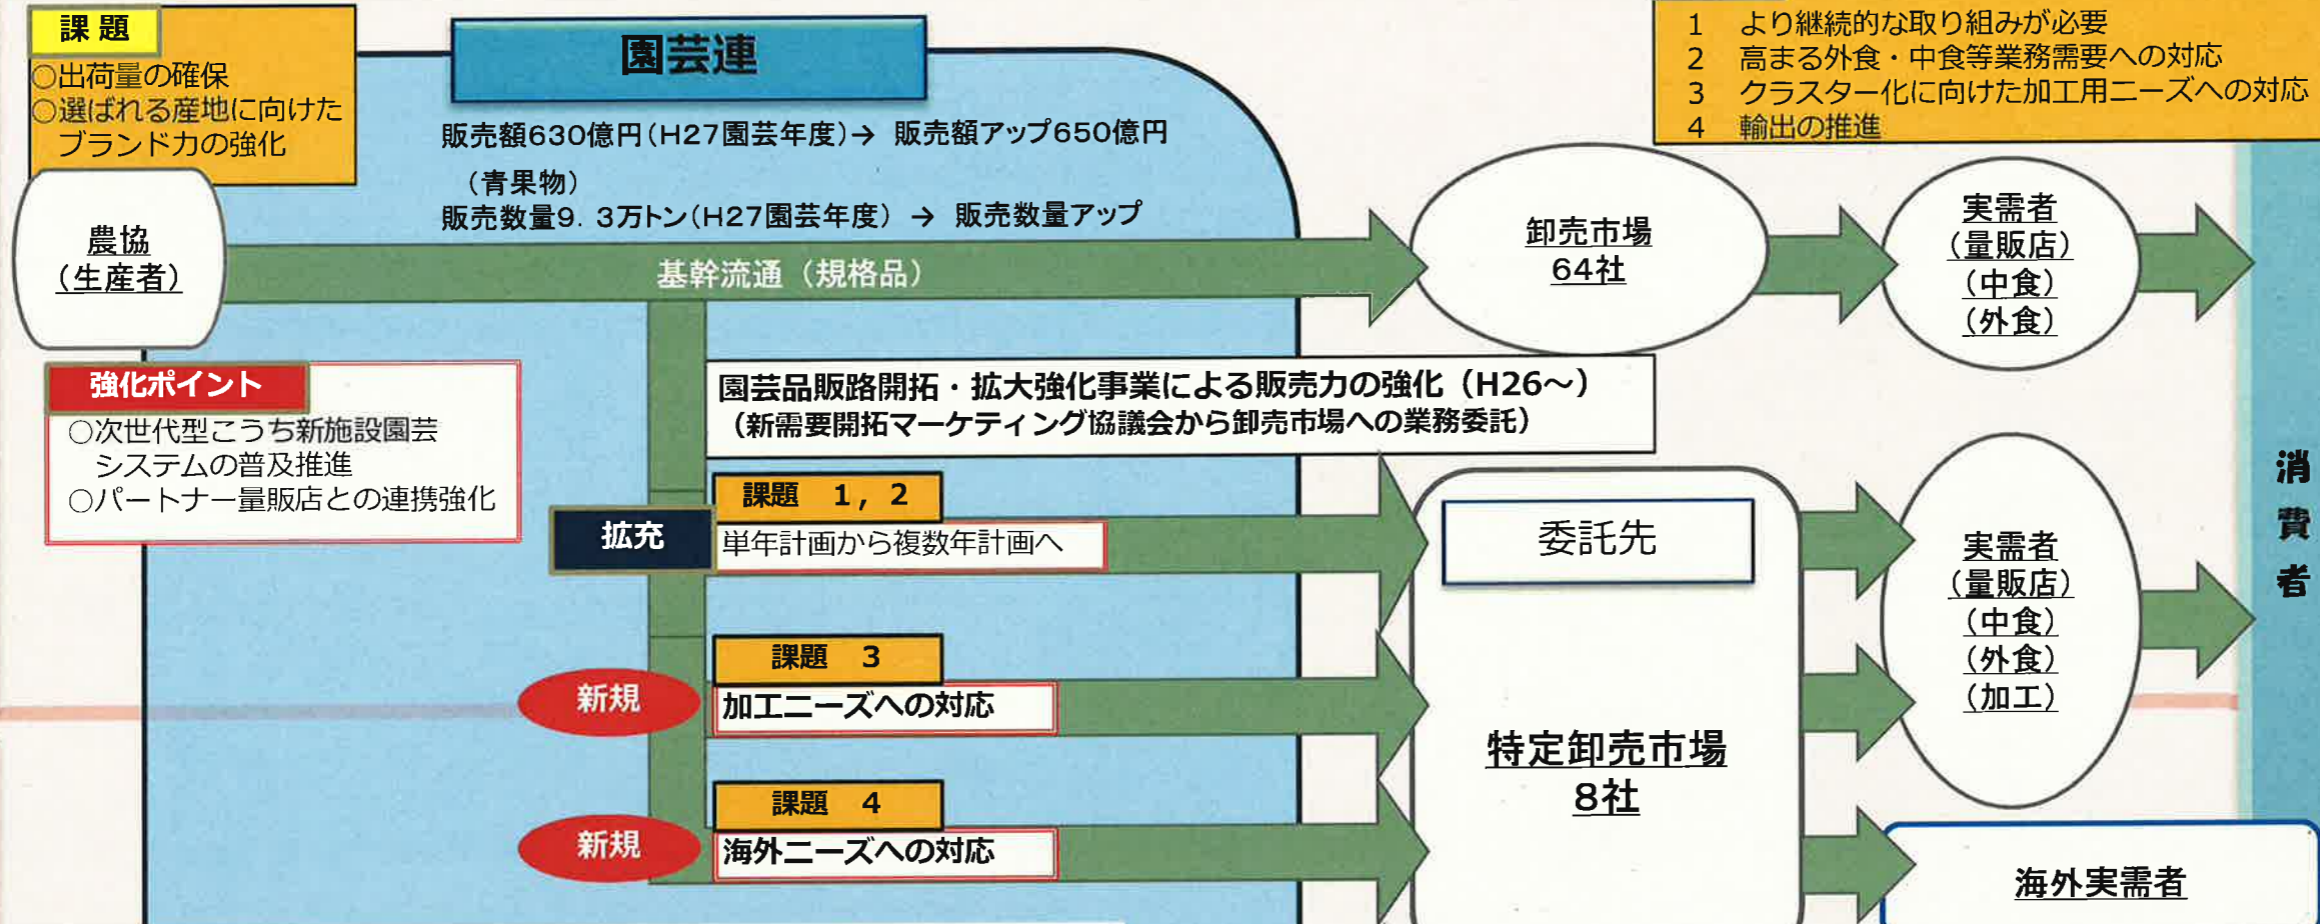 課 題
○出荷量の確保
○選ばれる産地に向けた
ブランド力の強化
園芸連
販売額630億円(H27園芸年度)→ 販売額アップ650億円
(青果物)
販売数量9.3万トン(H27園芸年度) → 販売数量アップ
1 より継続的な取り組みが必要
2 高まる外食・中食等業務需要への対応
3 クラスター化に向けた加工用ニーズへの対応
4 輸出の推進
農協
(生産者)
基幹流通(規格品)
卸売市場
64社
実需者
(量販店)
(中食)
(外食)
強化ポイント
○次世代型こうち新施設園芸
システムの普及推進
○パートナー量販店との連携強化
園芸品販路開拓・拡大強化事業による販売力の強化(H26～)
(新需要開拓マーケティング協議会から卸売市場への業務委託)
拡充
課題 1,2
単年計画から複数年計画へ
新規
課題 3
加工ニーズへの対応
新規
課題 4
海外ニーズへの対応
委託先
特定卸売市場
8社
実需者
(量販店)
(中食)
(外食)
(加工)
海外実需者
消費者